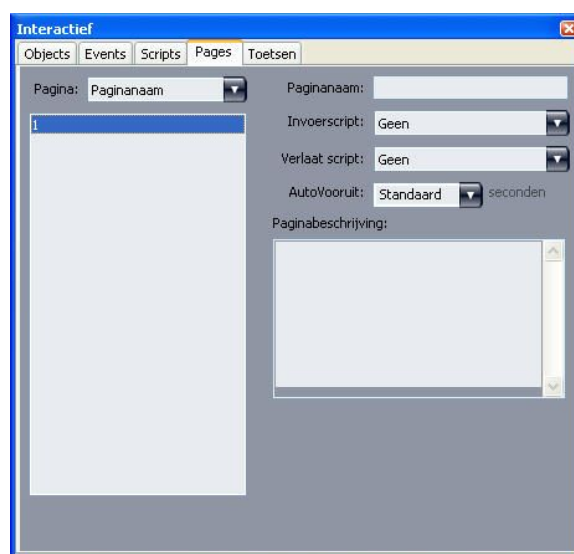 Interactief
Objects Events Scripts Pages Toetsen
Pagina: Paginanaam
1
Paginanaam:
Invoerscript: Geen
Verlaat script: Geen
AutoVooruit: Standaard seconden
Paginabeschrijving: